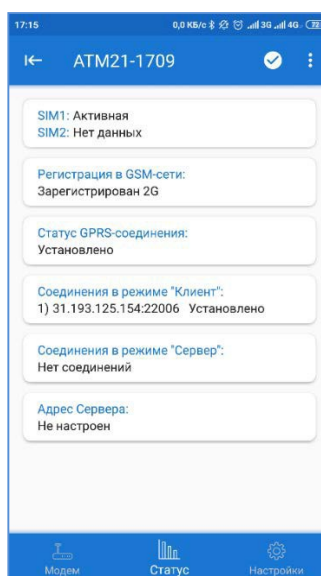 17:15 0,0 КБ/с 3G 4G 72
ATM21-1709
SIM1: Активная
SIM2: Нет данных
Регистрация в GSM-сети:
Зарегистрирован 2G
Статус GPRS-соединения:
Установлено
Соединения в режиме "Клиент":
1) 31.193.125.154:22006 Установлено
Соединения в режиме "Сервер":
Нет соединений
Адрес Сервера:
Не настроен
Модем Статус Настройки